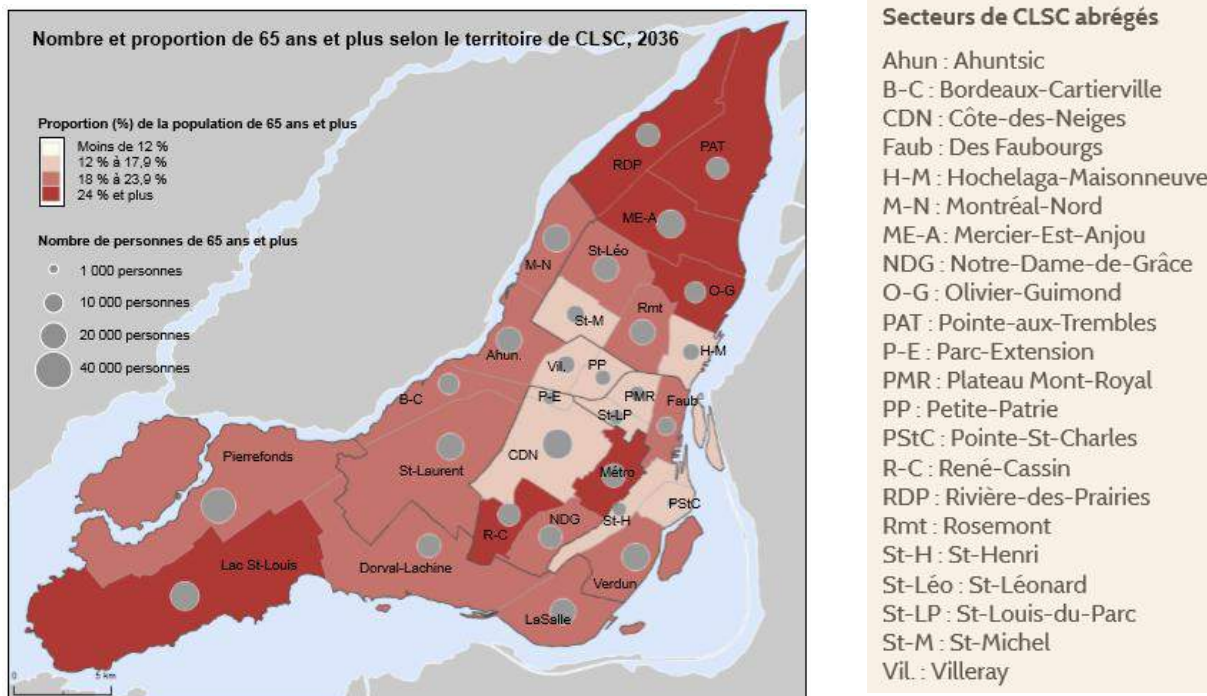 Nombre et proportion de 65 ans et plus selon le territoire de CLSC, 2036
Proportion (%) de la population de 65 ans et plus
Moins de 12 %
12 % à 17,9 %
18 % à 23,9 %
24 % et plus
Nombre de personnes de 65 ans et plus
1 000 personnes
10 000 personnes
20 000 personnes
40 000 personnes
RDP
PAT
ME-A
M-N
St-Léo
O-G
St-M
Rmt
Ahun.
H-M
Vil.
PP
B-C
P-E
PMR
Faub.
St-LP
Pierrefonds
St-Laurent
CDN
Métro
PStC
R-C
NDG
St-H
Lac St-Louis
Dorval-Lachine
Verdun
LaSalle
0 5 km
Secteurs de CLSC abrégés
Ahun : Ahuntsic
B-C : Bordeaux-Cartierville
CDN : Côte-des-Neiges
Faub : Des Faubourgs
H-M : Hochelaga-Maisonneuve
M-N : Montréal-Nord
ME-A : Mercier-Est-Anjou
NDG : Notre-Dame-de-Grâce
O-G : Olivier-Guimond
PAT : Pointe-aux-Trembles
P-E : Parc-Extension
PMR : Plateau Mont-Royal
PP : Petite-Patrie
PStC : Pointe-St-Charles
R-C : René-Cassin
RDP : Rivière-des-Prairies
Rmt : Rosemont
St-H : St-Henri
St-Léo : St-Léonard
St-LP : St-Louis-du-Parc
St-M : St-Michel
Vil. : Villeray